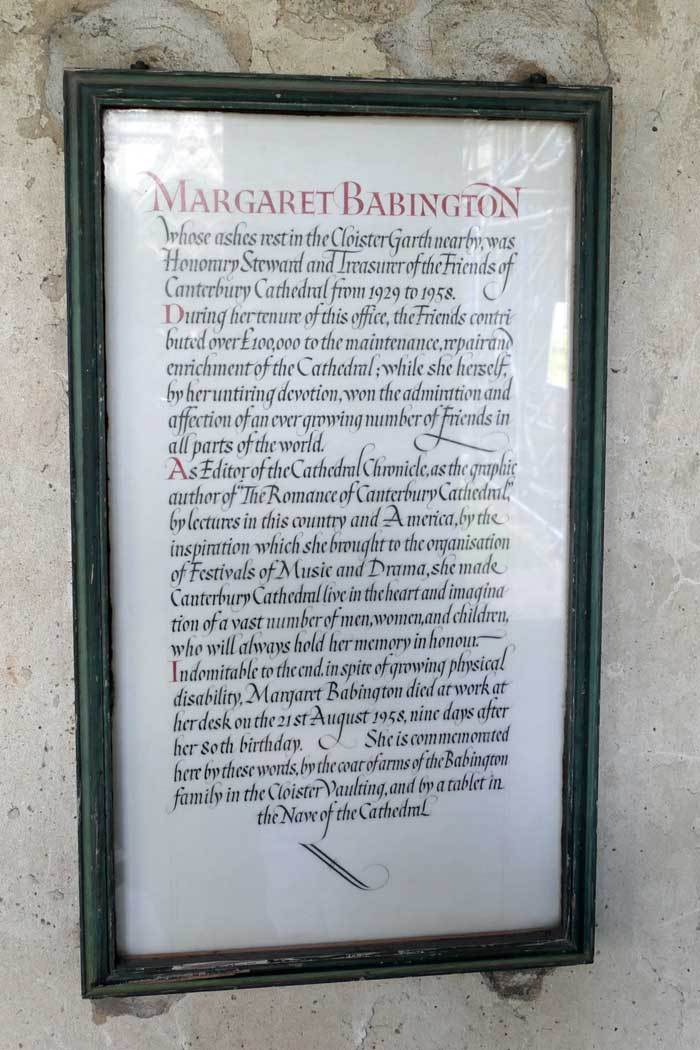 MARGARET BABINGTON
whose ashes rest in the Cloister Garth nearby, was
Honorary Steward and Treasurer of the Friends of
Canterbury Cathedral from 1929 to 1958.
During her tenure of this office, the Friends contri-
buted over £100,000 to the maintenance, repair and
enrichment of the Cathedral; while she herself,
by her untiring devotion, won the admiration and
affection of an ever growing number of Friends in
all parts of the world.
As Editor of the Cathedral Chronicle, as the graphic
author of "The Romance of Canterbury Cathedral,"
by lectures in this country and America, by the
inspiration which she brought to the organisation
of Festivals of Music and Drama, she made
Canterbury Cathedral live in the heart and imagina-
tion of a vast number of men, women, and children,
who will always hold her memory in honour.
Indomitable to the end, in spite of growing physical
disability, Margaret Babington died at work at
her desk on the 21st August 1958, nine days after
her 80th birthday. She is commemorated
here by these words, by the coat of arms of the Babington
family in the Cloister Vaulting, and by a tablet in
the Nave of the Cathedral